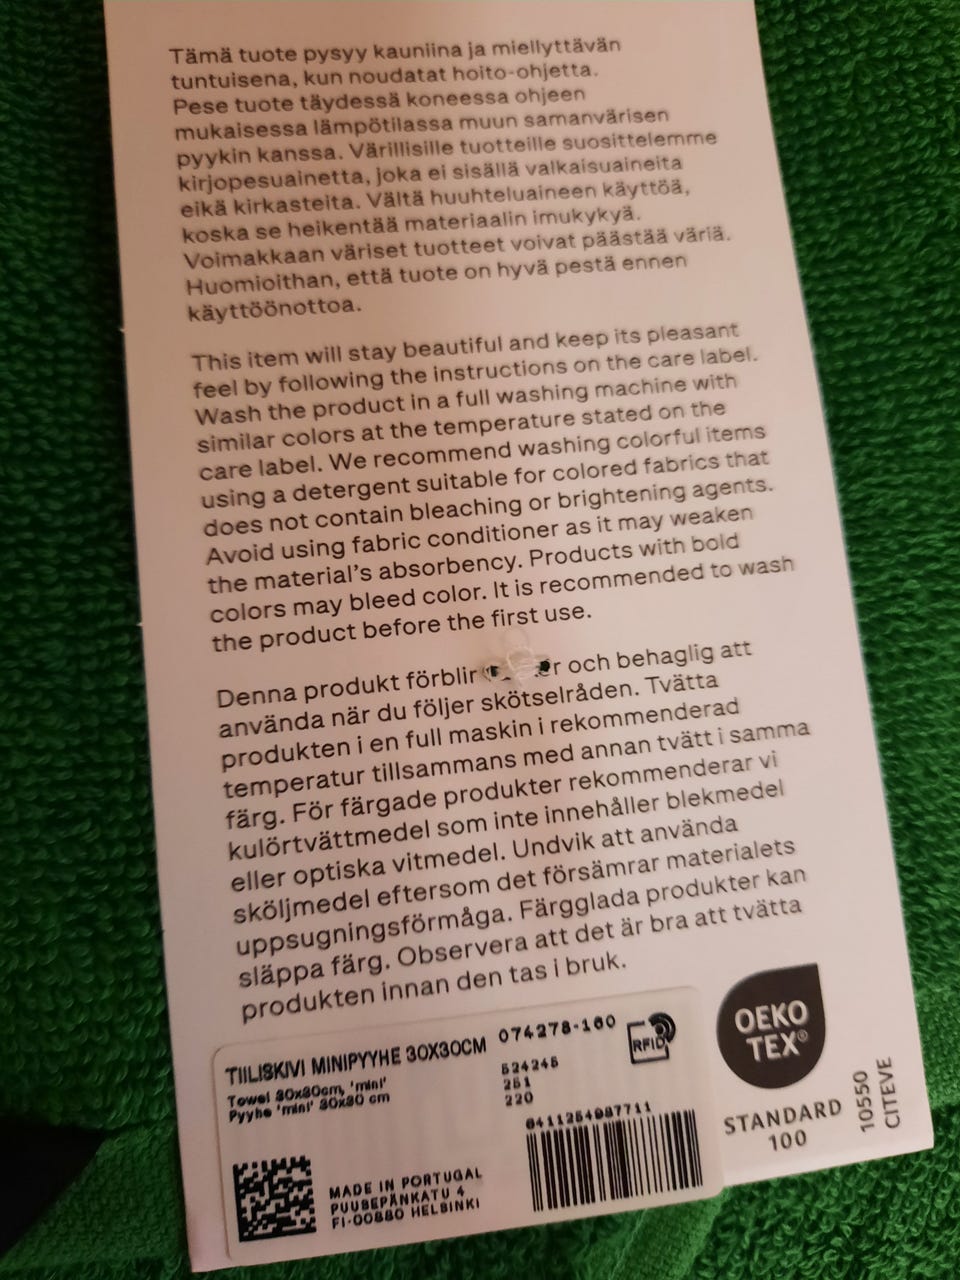 Tämä tuote pysyy kauniina ja miellyttävän
tuntuisena, kun noudatat hoito-ohjetta.
Pese tuote täydessä koneessa ohjeen
mukaisessa lämpötilassa muun samanvärisen
pyykin kanssa. Värillisille tuotteille suosittelemme
kirjopesuainetta, joka ei sisällä valkaisuaineita
eikä kirkasteita. Vältä huuhteluaineen käyttöä,
koska se heikentää materiaalin imukykyä.
Voimakkaan väriset tuotteet voivat päästää väriä.
Huomioithan, että tuote on hyvä pestä ennen
käyttöönottoa.
This item will stay beautiful and keep its pleasant
feel by following the instructions on the care label.
Wash the product in a full washing machine with
similar colors at the temperature stated on the
care label. We recommend washing colorful items
using a detergent suitable for colored fabrics that
does not contain bleaching or brightening agents.
Avoid using fabric conditioner as it may weaken
the material's absorbency. Products with bold
colors may bleed color. It is recommended to wash
the product before the first use.
Denna produkt förblir och behaglig att
använda när du följer skötselråden. Tvätta
produkten i en full maskin i rekommenderad
temperatur tillsammans med annan tvätt i samma
färg. För färgade produkter rekommenderar vi
kulörtvättmedel som inte innehåller blekmedel
eller optiska vitmedel. Undvik att använda
sköljmedel eftersom det försämrar materialets
uppsugningsförmåga. Färgglada produkter kan
släppa färg. Observera att det är bra att tvätta
produkten innan den tas i bruk.
TIILISKIVI MINIPYYHE 30X30CM 074278-160
Towel 30x30cm, 'mini'
Pyyhe 'mini' 30x30 cm
524245
251
220
RFID
6411254987711
MADE IN PORTUGAL
PUUSEPÄNKATU 4
FI-00880 HELSINKI
OEKO
TEX®
STANDARD
100
10550
CITEVE